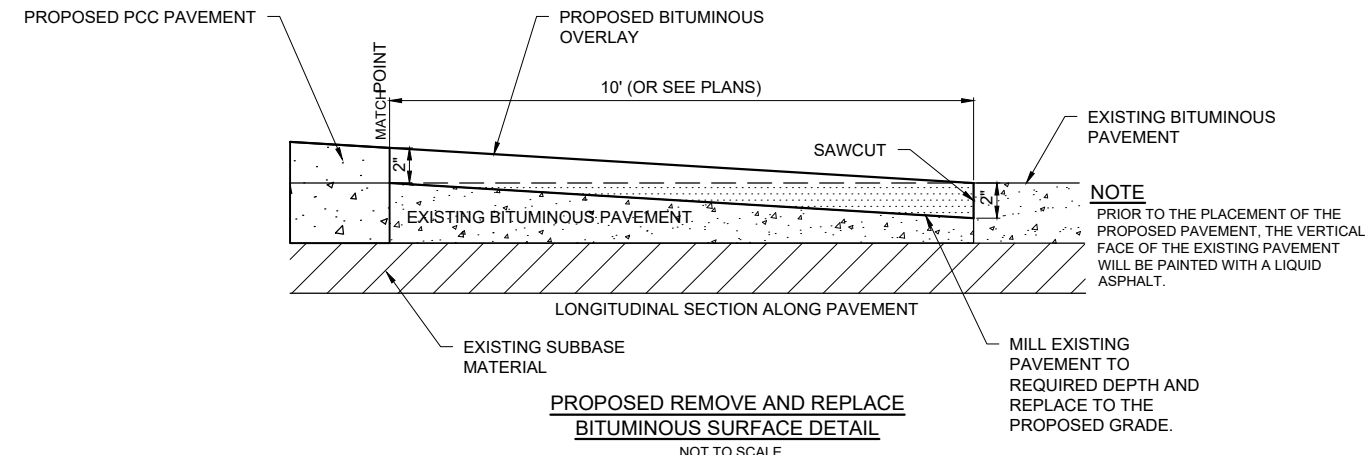 PROPOSED PCC PAVEMENT
PROPOSED BITUMINOUS
OVERLAY
MATCH POINT
10' (OR SEE PLANS)
EXISTING BITUMINOUS
PAVEMENT
SAWCUT
2"
2"
EXISTING BITUMINOUS PAVEMENT
NOTE
PRIOR TO THE PLACEMENT OF THE
PROPOSED PAVEMENT, THE VERTICAL
FACE OF THE EXISTING PAVEMENT
WILL BE PAINTED WITH A LIQUID
ASPHALT.
LONGITUDINAL SECTION ALONG PAVEMENT
EXISTING SUBBASE
MATERIAL
MILL EXISTING
PAVEMENT TO
REQUIRED DEPTH AND
REPLACE TO THE
PROPOSED GRADE.
PROPOSED REMOVE AND REPLACE
BITUMINOUS SURFACE DETAIL
NOT TO SCALE